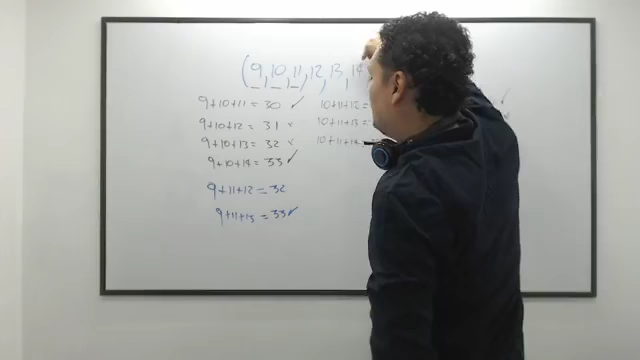 (9, 10, 11, 12, 13, 14
9+10+11 = 30 ✓
9+10+12 = 31 ×
9+10+13 = 32 ×
9+10+14 = 33 ✓
9+11+12 = 32
9+11+13 = 33 ✓
10+11+12 =
10+11+13 =
10+11+14